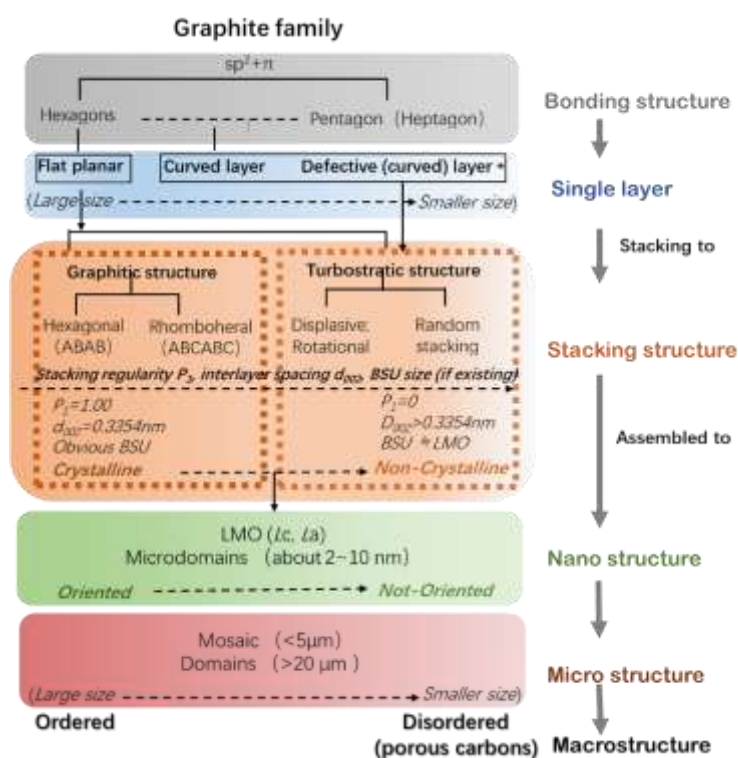 Graphite family
sp²+π
Hexagons
Pentagon (Heptagon)
Bonding structure
Flat planar
Curved layer
Defective (curved) layer +
(Large size
Smaller size)
Single layer
Stacking to
Graphitic structure
Turbostratic structure
Hexagonal
(ABAB)
Rhomboheral
(ABCABC)
Displasive;
Rotational
Random
stacking
Stacking structure
Stacking regularity P₁, interlayer spacing d₀₀₂, BSU size (if existing)
P₁=1.00
d₀₀₂=0.3354nm
Obvious BSU
Crystalline
P₁=0
D₀₀₂>0.3354nm
BSU ≈ LMO
Non-Crystalline
Assembled to
LMO (Lc, La)
Microdomains (about 2~10 nm)
Oriented
Not-Oriented
Nano structure
Mosaic (<5μm)
Domains (>20 μm )
(Large size
Smaller size)
Micro structure
Ordered
Disordered
(porous carbons)
Macrostructure